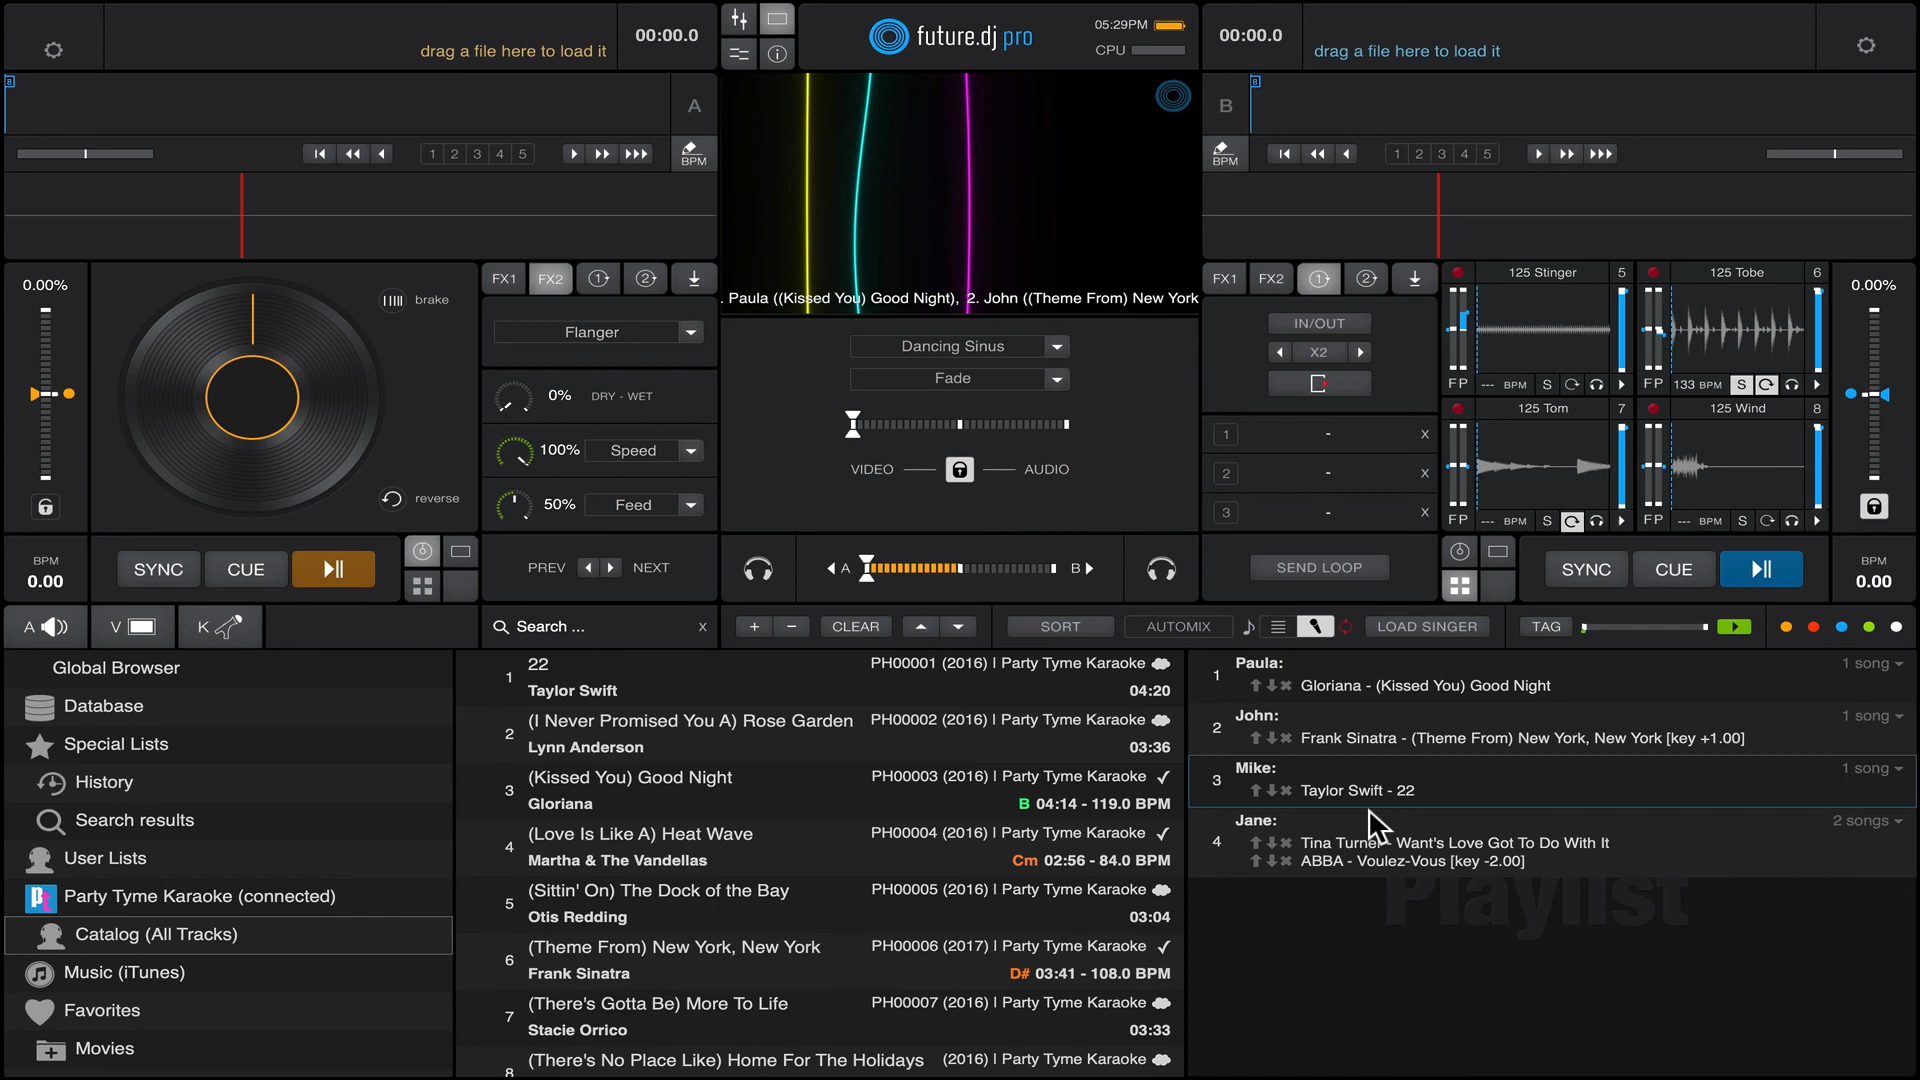 drag a file here to load it
00:00.0
future.dj pro
05:29PM
CPU
00:00.0
drag a file here to load it
8
A
8
B
1 2 3 4 5
BPM
BPM
1 2 3 4 5
0.00%
brake
reverse
FX1 FX2 1 2
Flanger
0% DRY - WET
100% Speed
50% Feed
. Paula ((Kissed You) Good Night), 2. John ((Theme From) New York
Dancing Sinus
Fade
VIDEO AUDIO
FX1 FX2 1 2
IN/OUT
X2
1 - x
2 - x
3 - x
125 Stinger 5
FP --- BPM S
125 Tobe 6
FP 133 BPM S
125 Tom 7
FP --- BPM S
125 Wind 8
FP --- BPM S
0.00%
BPM
0.00
SYNC CUE
PREV NEXT
A B
SEND LOOP
SYNC CUE
BPM
0.00
A V K
Search ... x
+ − CLEAR
SORT AUTOMIX LOAD SINGER
TAG
Global Browser
Database
Special Lists
History
Search results
User Lists
Party Tyme Karaoke (connected)
Catalog (All Tracks)
Music (iTunes)
Favorites
Movies
1 22 PH00001 (2016) | Party Tyme Karaoke
Taylor Swift 04:20
2 (I Never Promised You A) Rose Garden PH00002 (2016) | Party Tyme Karaoke
Lynn Anderson 03:36
3 (Kissed You) Good Night PH00003 (2016) | Party Tyme Karaoke
Gloriana B 04:14 - 119.0 BPM
4 (Love Is Like A) Heat Wave PH00004 (2016) | Party Tyme Karaoke
Martha & The Vandellas Cm 02:56 - 84.0 BPM
5 (Sittin' On) The Dock of the Bay PH00005 (2016) | Party Tyme Karaoke
Otis Redding 03:04
6 (Theme From) New York, New York PH00006 (2017) | Party Tyme Karaoke
Frank Sinatra D# 03:41 - 108.0 BPM
7 (There's Gotta Be) More To Life PH00007 (2016) | Party Tyme Karaoke
Stacie Orrico 03:33
8 (There's No Place Like) Home For The Holidays (2016) | Party Tyme Karaoke
1 Paula: 1 song
Gloriana - (Kissed You) Good Night
2 John: 1 song
Frank Sinatra - (Theme From) New York, New York [key +1.00]
3 Mike: 1 song
Taylor Swift - 22
4 Jane: 2 songs
Tina Turner - Want's Love Got To Do With It
ABBA - Voulez-Vous [key -2.00]
Playlist